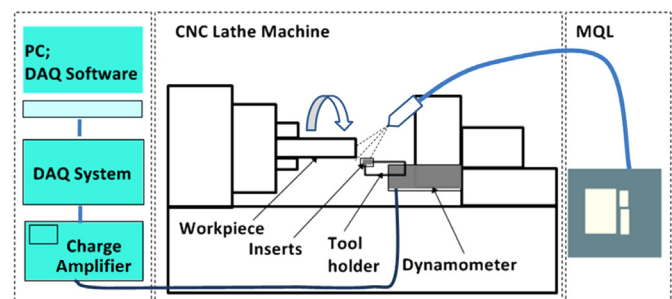 PC;
DAQ Software
DAQ System
Charge
Amplifier
CNC Lathe Machine
Workpiece
Inserts
Tool
holder
Dynamometer
MQL